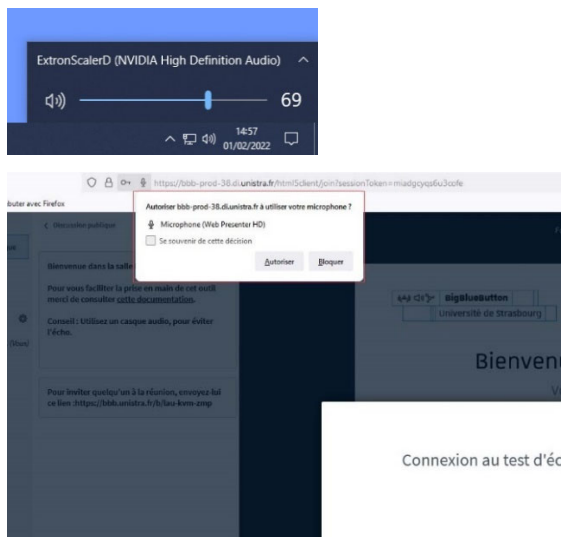 ExtronScalerD (NVIDIA High Definition Audio)
69
14:57
01/02/2022
https://bbb-prod-38.di.unistra.fr/html5client/join?sessionToken=
buter avec Firefox
Autoriser bbb-prod-38.di.unistra.fr à utiliser votre microphone ?
Microphone (Web Presenter HD)
Se souvenir de cette décision
Autoriser Bloquer
Discussion publique
Bienvenue dans la salle
Pour vous faciliter la prise en main de cet outil
merci de consulter cette documentation.
Conseil : Utilisez un casque audio, pour éviter
l'écho.
(Vous)
Pour inviter quelqu'un à la réunion, envoyez-lui
ce lien :https://bbb.unistra.fr/b/lau-kvm-zmp
BigBlueButton
Université de Strasbourg
Bienven
Connexion au test d'éc